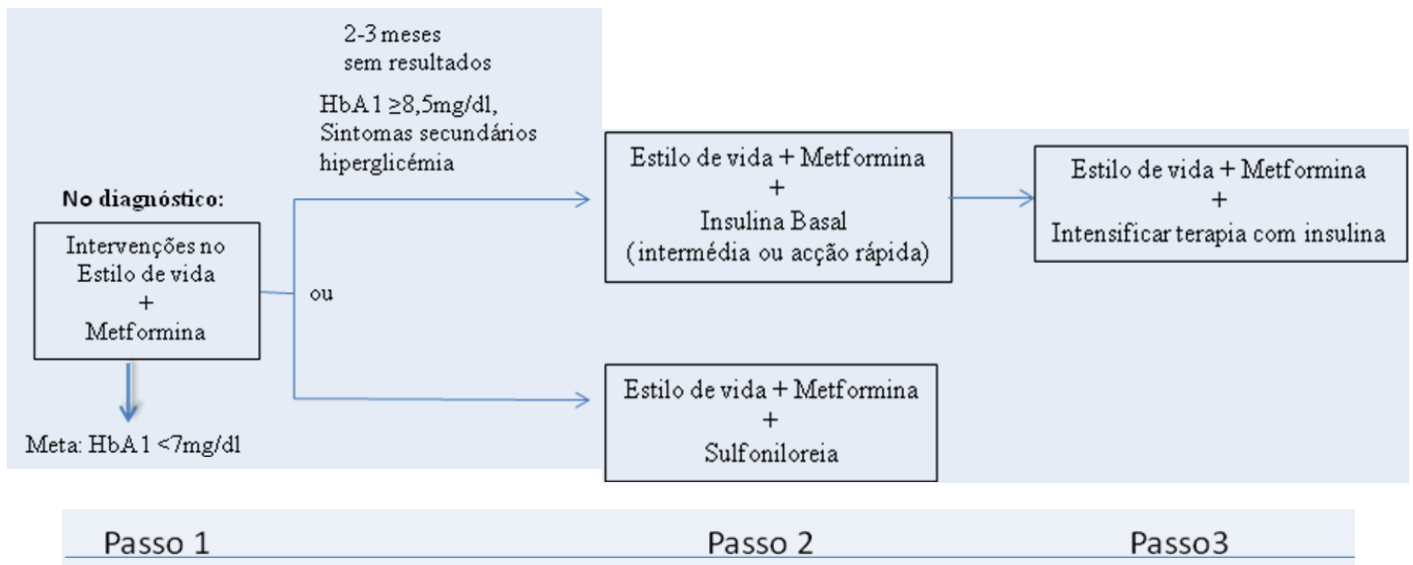 2-3 meses
sem resultados
HbA1 ≥8,5mg/dl,
Sintomas secundários
hiperglicémia
No diagnóstico:
Intervenções no
Estilo de vida
+
Metformina
Meta: HbA1 <7mg/dl
ou
Estilo de vida + Metformina
+
Insulina Basal
(intermédia ou acção rápida)
Estilo de vida + Metformina
+
Sulfoniloreia
Estilo de vida + Metformina
+
Intensificar terapia com insulina
Passo 1
Passo 2
Passo3